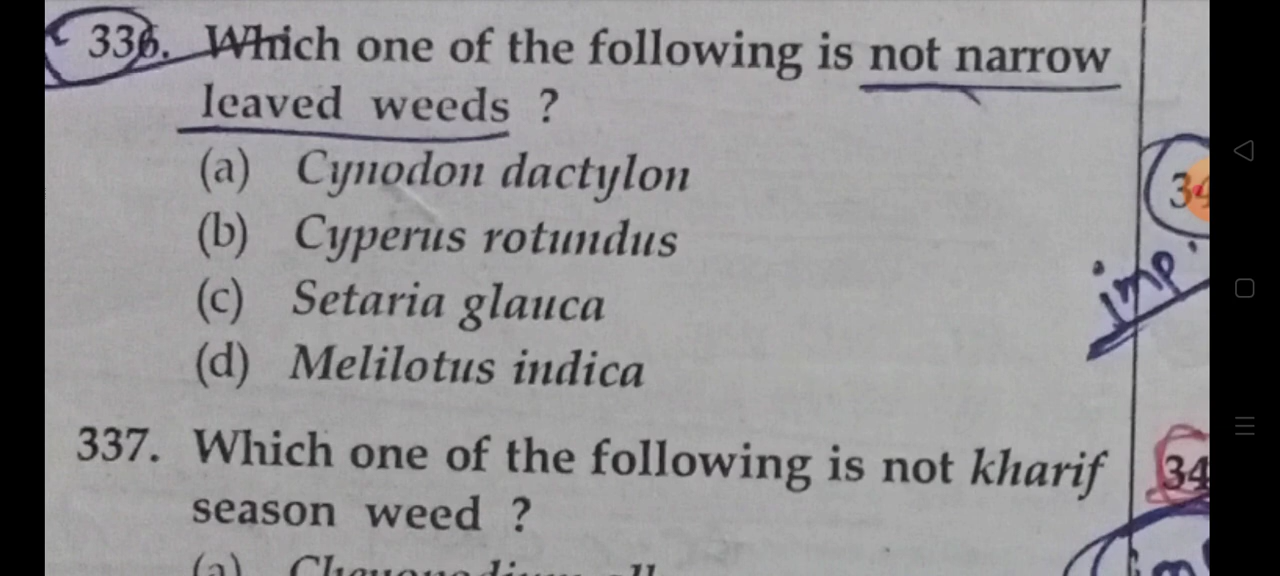 336. Which one of the following is not narrow
leaved weeds ?
(a) Cynodon dactylon
(b) Cyperus rotundus
(c) Setaria glauca
(d) Melilotus indica
337. Which one of the following is not kharif
season weed ?
(a)
imp.
34
34